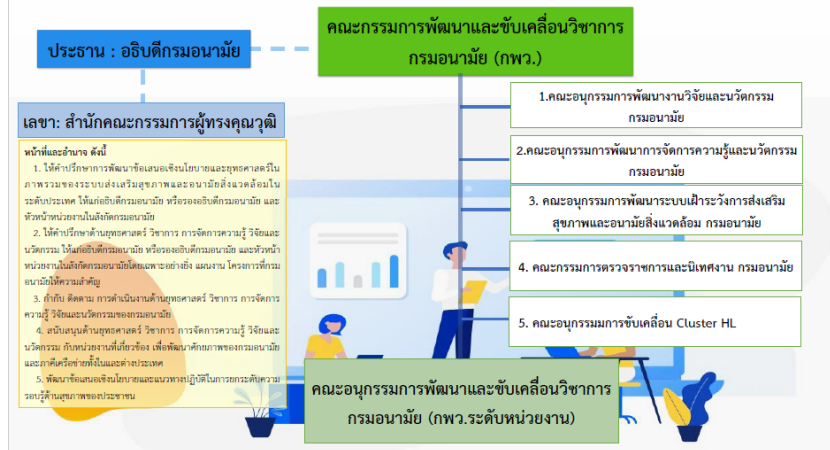 ประธาน : อธิบดีกรมอนามัย
คณะกรรมการพัฒนาและขับเคลื่อนวิชาการ
กรมอนามัย (กพว.)
เลขา: สำนักคณะกรรมการผู้ทรงคุณวุฒิ
หน้าที่และอำนาจ ดังนี้
1. ให้คำปรึกษาการพัฒนาข้อเสนอเชิงนโยบายและยุทธศาสตร์ใน
ภาพรวมของระบบส่งเสริมสุขภาพและอนามัยสิ่งแวดล้อมใน
ระดับประเทศ ให้แก่อธิบดีกรมอนามัย หรือรองอธิบดีกรมอนามัย และ
หัวหน้าหน่วยงานในสังกัดกรมอนามัย
2. ให้คำปรึกษาด้านยุทธศาสตร์ วิชาการ การจัดการความรู้ วิจัยและ
นวัตกรรม ให้แก่อธิบดีกรมอนามัย หรือรองอธิบดีกรมอนามัย และหัวหน้า
หน่วยงานในสังกัดกรมอนามัยโดยเฉพาะอย่างยิ่ง แผนงาน โครงการที่กรม
อนามัยให้ความสำคัญ
3. กำกับ ติดตาม การดำเนินงานด้านยุทธศาสตร์ วิชาการ การจัดการ
ความรู้ วิจัยและนวัตกรรมของกรมอนามัย
4. สนับสนุนด้านยุทธศาสตร์ วิชาการ การจัดการความรู้ วิจัยและ
นวัตกรรม กับหน่วยงานที่เกี่ยวข้อง เพื่อพัฒนาศักยภาพของกรมอนามัย
และภาคีเครือข่ายทั้งในและต่างประเทศ
5. พัฒนาข้อเสนอเชิงนโยบายและแนวทางปฏิบัติในการยกระดับความ
รอบรู้ด้านสุขภาพของประชาชน
1.คณะอนุกรรมการพัฒนางานวิจัยและนวัตกรรม
กรมอนามัย
2.คณะอนุกรรมการพัฒนาการจัดการความรู้และนวัตกรรม
กรมอนามัย
3. คณะอนุกรรมการพัฒนาระบบเฝ้าระวังการส่งเสริม
สุขภาพและอนามัยสิ่งแวดล้อม กรมอนามัย
4. คณะกรรมการตรวจราชการและนิเทศงาน กรมอนามัย
5. คณะอนุกรรมมการขับเคลื่อน Cluster HL
คณะอนุกรรมการพัฒนาและขับเคลื่อนวิชาการ
กรมอนามัย (กพว.ระดับหน่วยงาน)